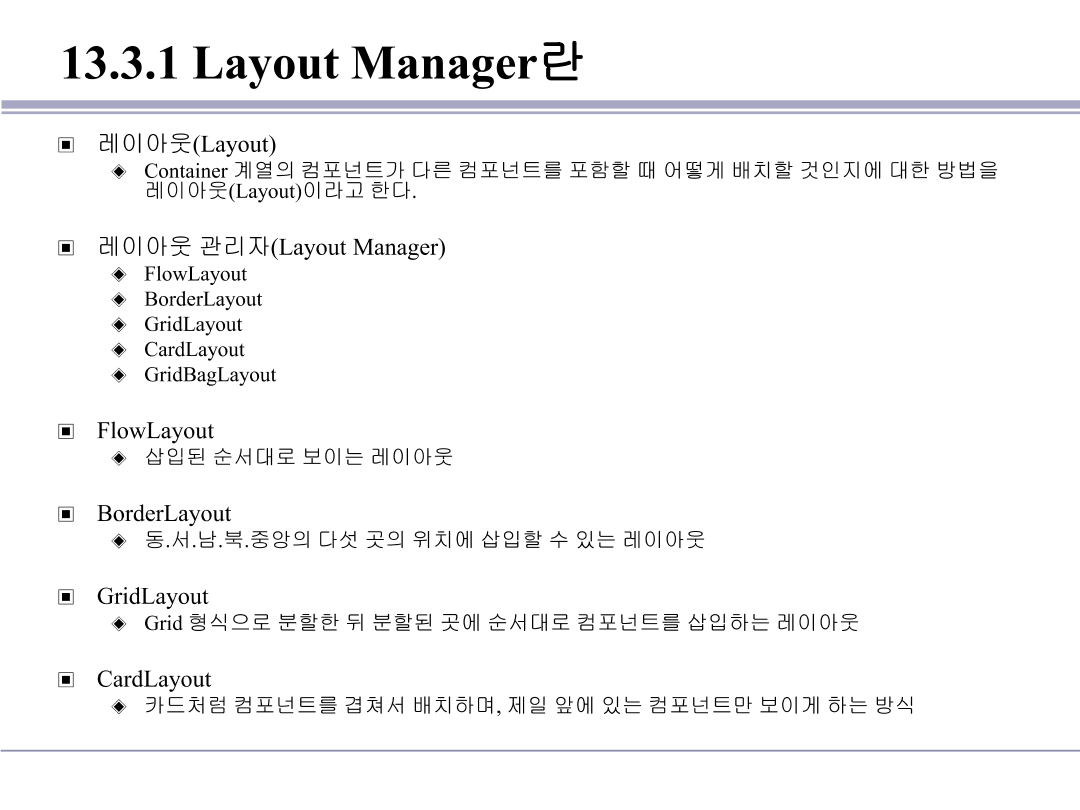 13.3.1 Layout Manager란
레이아웃(Layout)
Container 계열의 컴포넌트가 다른 컴포넌트를 포함할 때 어떻게 배치할 것인지에 대한 방법을
레이아웃(Layout)이라고 한다.
레이아웃 관리자(Layout Manager)
FlowLayout
BorderLayout
GridLayout
CardLayout
GridBagLayout
FlowLayout
삽입된 순서대로 보이는 레이아웃
BorderLayout
동.서.남.북.중앙의 다섯 곳의 위치에 삽입할 수 있는 레이아웃
GridLayout
Grid 형식으로 분할한 뒤 분할된 곳에 순서대로 컴포넌트를 삽입하는 레이아웃
CardLayout
카드처럼 컴포넌트를 겹쳐서 배치하며, 제일 앞에 있는 컴포넌트만 보이게 하는 방식